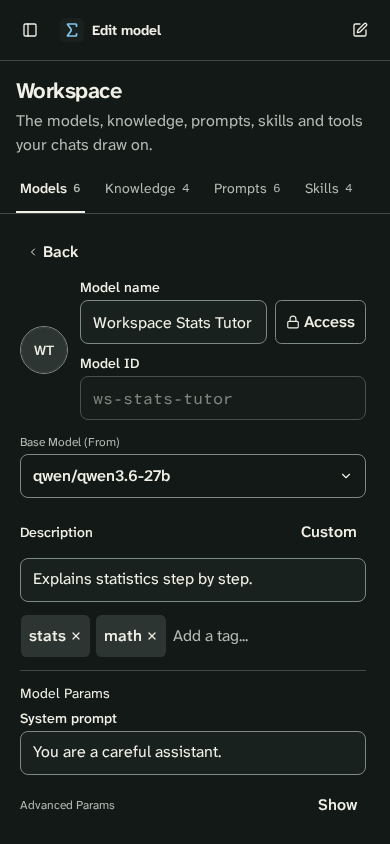 Σ Edit model
Workspace
The models, knowledge, prompts, skills and tools
your chats draw on.
Models 6 Knowledge 4 Prompts 6 Skills 4
Back
Model name
Workspace Stats Tutor
Access
WT
Model ID
ws-stats-tutor
Base Model (From)
qwen/qwen3.6-27b
Description Custom
Explains statistics step by step.
stats × math × Add a tag...
Model Params
System prompt
You are a careful assistant.
Advanced Params Show